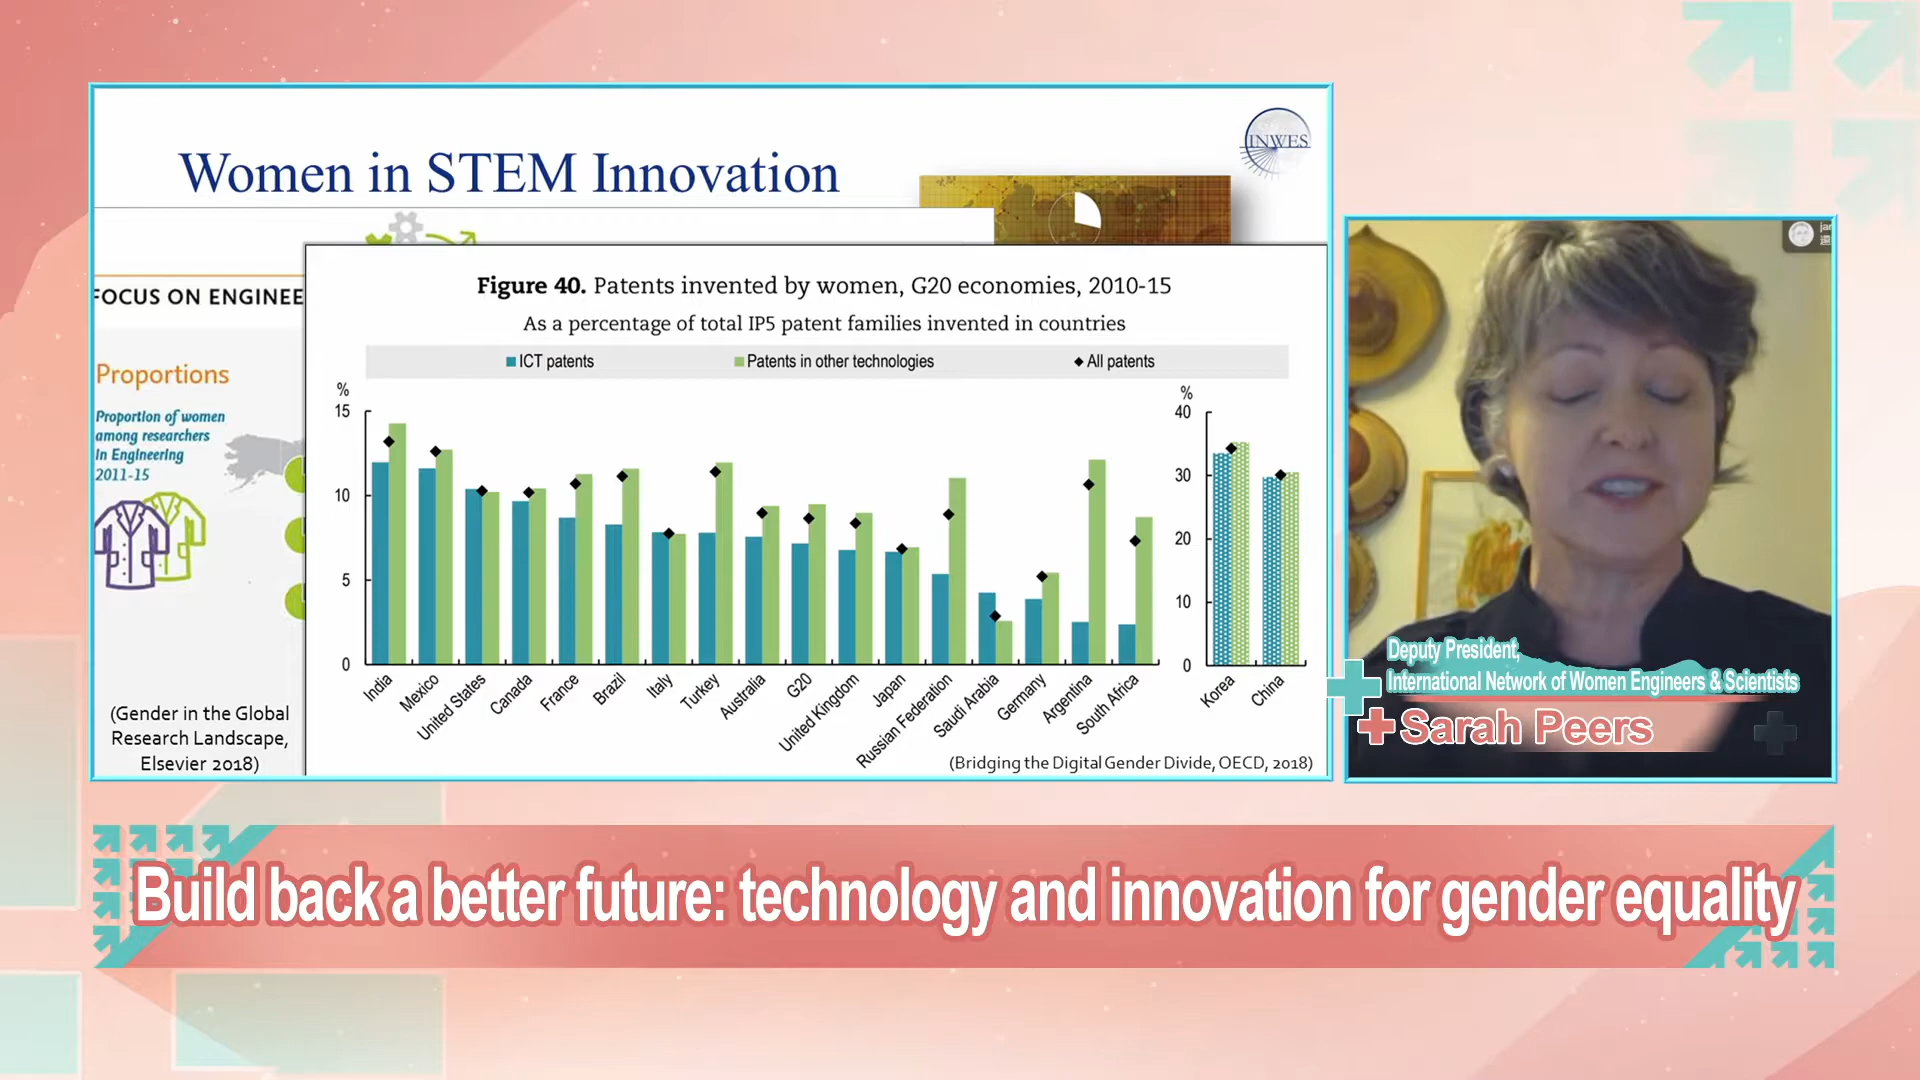 Women in STEM Innovation
INWES
FOCUS ON ENGINEE
Proportions
Proportion of women
among researchers
in Engineering
2011-15
(Gender in the Global
Research Landscape,
Elsevier 2018)
Figure 40. Patents invented by women, G20 economies, 2010-15
As a percentage of total IP5 patent families invented in countries
ICT patents
Patents in other technologies
All patents
%
15
10
5
0
India
Mexico
United States
Canada
France
Brazil
Italy
Turkey
Australia
G20
United Kingdom
Japan
Russian Federation
Saudi Arabia
Germany
Argentina
South Africa
%
40
30
20
10
0
Korea
China
(Bridging the Digital Gender Divide, OECD, 2018)
Deputy President,
International Network of Women Engineers & Scientists
Sarah Peers
Build back a better future: technology and innovation for gender equality